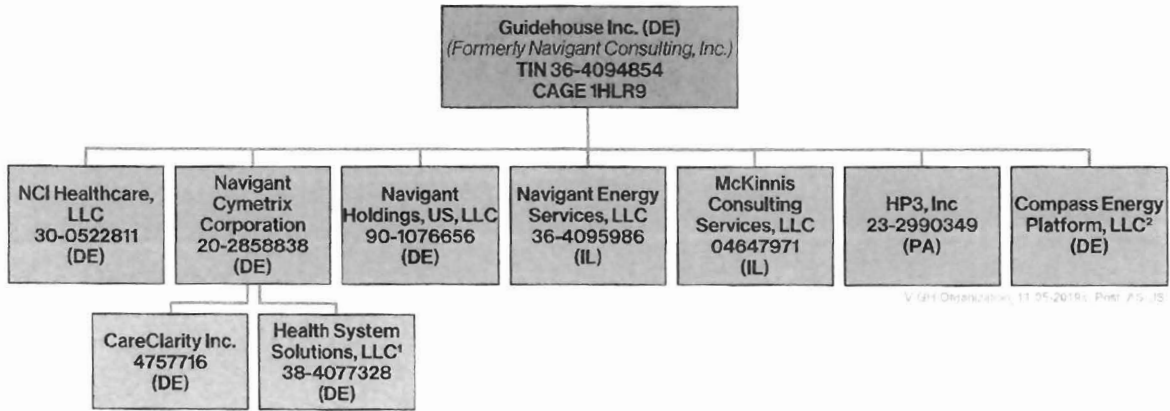 Guidehouse Inc. (DE)
(Formerly Navigant Consulting, Inc.)
TIN 36-4094854
CAGE 1HLR9
NCI Healthcare,
LLC
30-0522811
(DE)
Navigant
Cymetrix
Corporation
20-2858838
(DE)
Navigant
Holdings, US, LLC
90-1076656
(DE)
Navigant Energy
Services, LLC
36-4095986
(IL)
McKinnis
Consulting
Services, LLC
04647971
(IL)
HP3, Inc
23-2990349
(PA)
Compass Energy
Platform, LLC²
(DE)
11-05-2019
CareClarity Inc.
4757716
(DE)
Health System
Solutions, LLC¹
38-4077328
(DE)